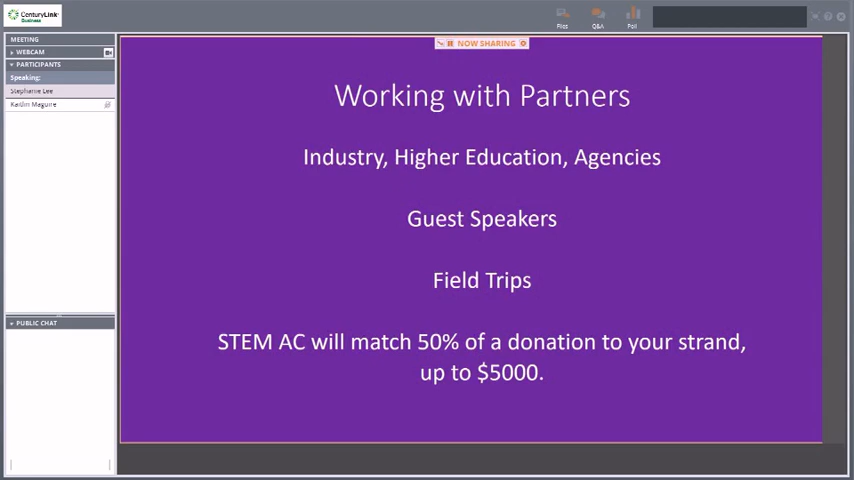 CenturyLink
Business
Files
Q&A
Poll
MEETING
WEBCAM
PARTICIPANTS
Speaking:
Stephanie Lee
Kaitlin Maguire
NOW SHARING
Working with Partners
Industry, Higher Education, Agencies
Guest Speakers
Field Trips
STEM AC will match 50% of a donation to your strand,
up to $5000.
PUBLIC CHAT